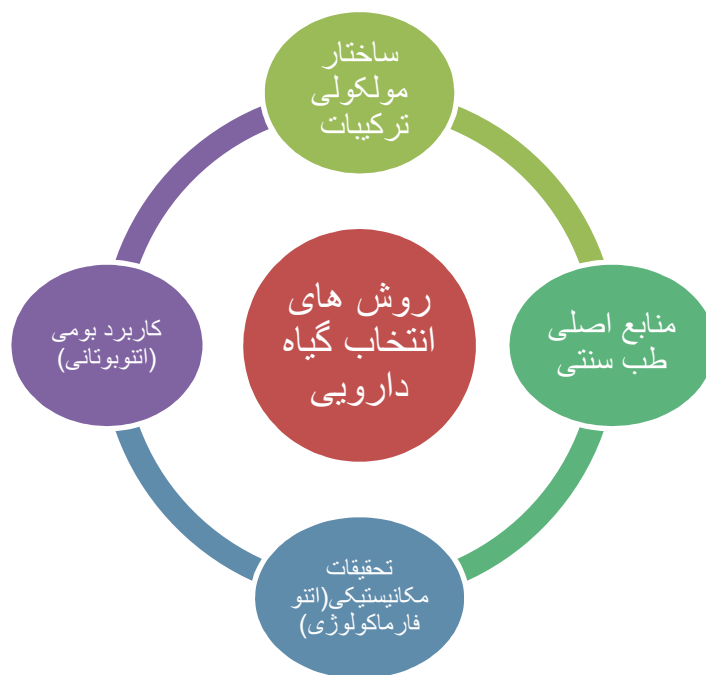 ساختار
مولکولی
ترکیبات
روش های
انتخاب گیاه
دارویی
منابع اصلی
طب سنتی
کاربرد بومی
(اتنوبوتانی)
تحقیقات
مکانیستیکی(اتنو
فارماکولوژی)